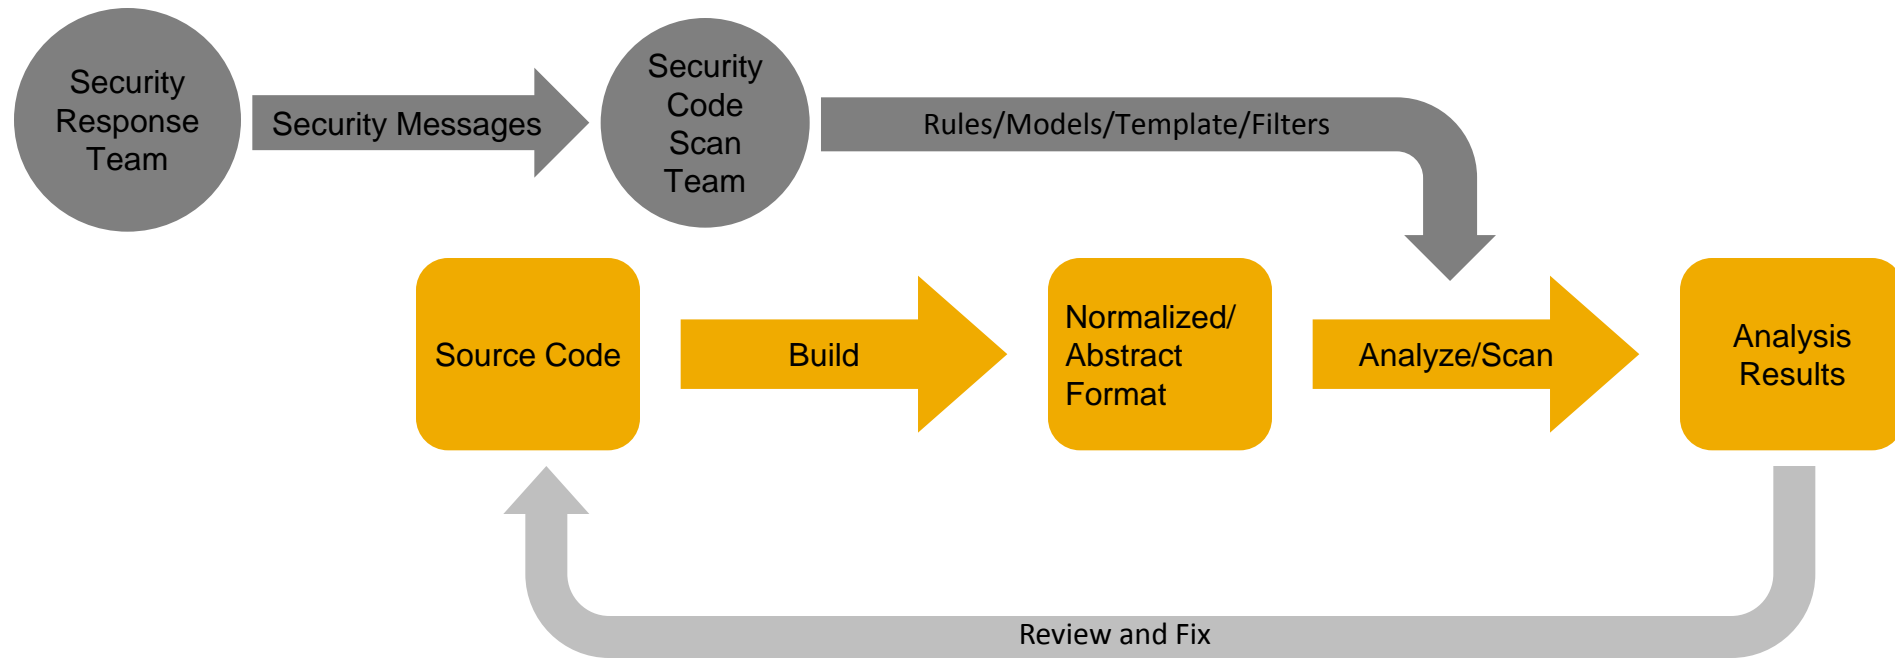 Security
Response
Team
Security Messages
Security
Code
Scan
Team
Rules/Models/Template/Filters
Source Code
Build
Normalized/
Abstract
Format
Analyze/Scan
Analysis
Results
Review and Fix